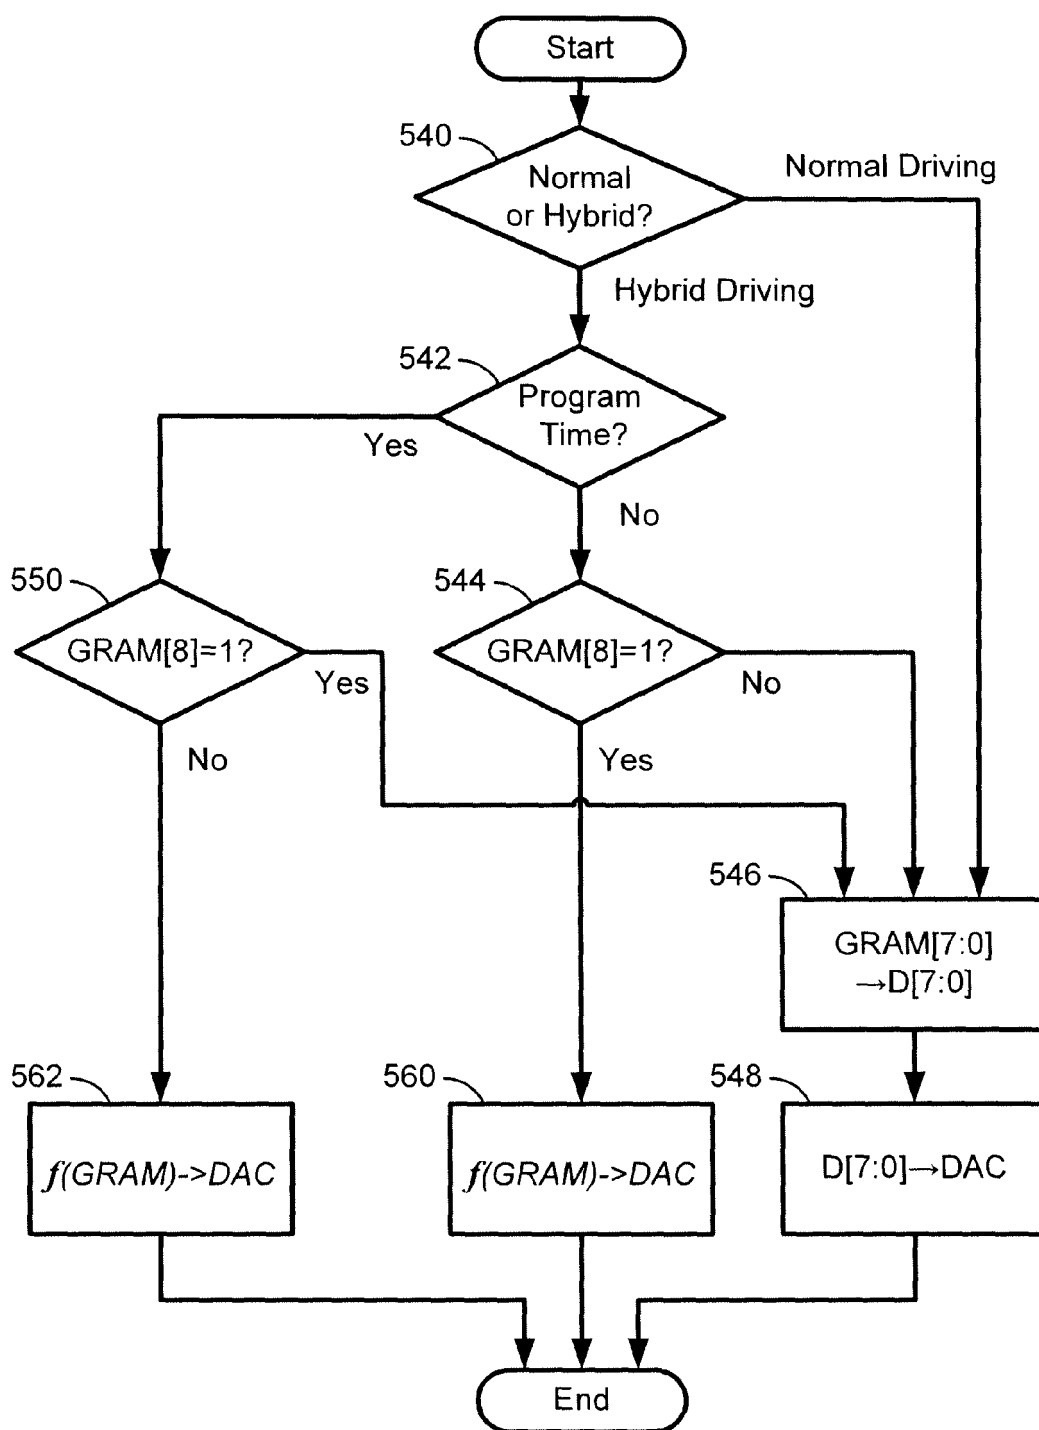 Start
540
Normal
or Hybrid?
Normal Driving
Hybrid Driving
542
Program
Time?
Yes
No
550
GRAM[8]=1?
Yes
No
544
GRAM[8]=1?
No
Yes
546
GRAM[7:0]
→D[7:0]
562
f(GRAM)->DAC
560
f(GRAM)->DAC
548
D[7:0]→DAC
End